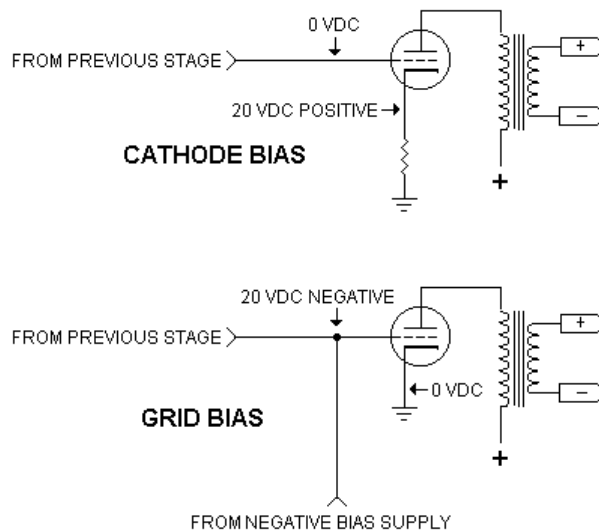 0 VDC
FROM PREVIOUS STAGE
+
20 VDC POSITIVE
–
CATHODE BIAS
+
20 VDC NEGATIVE
FROM PREVIOUS STAGE
+
0 VDC
–
GRID BIAS
+
FROM NEGATIVE BIAS SUPPLY